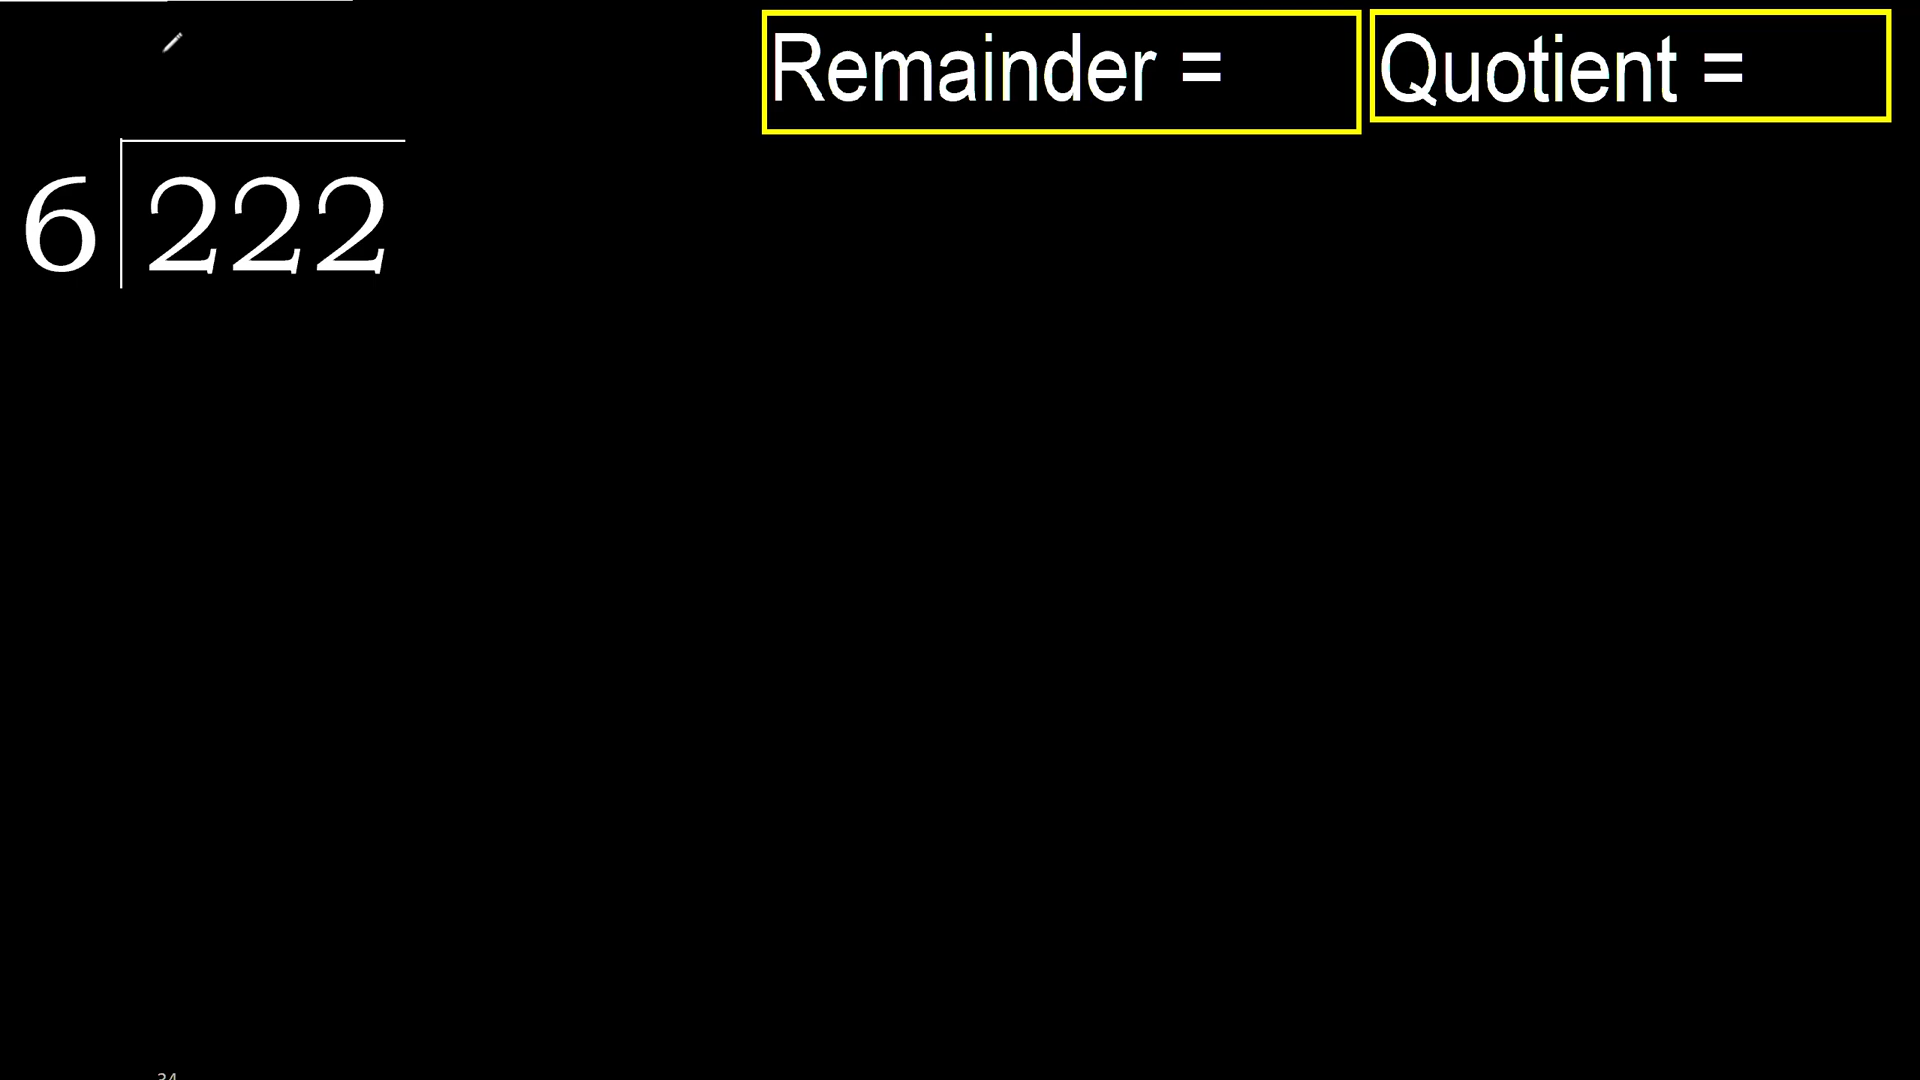 Remainder = Quotient =
6 222